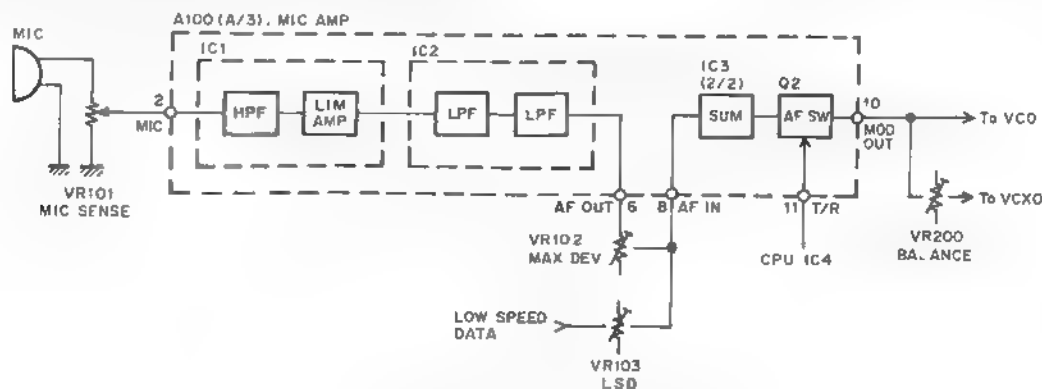 A100 (A/3), MIC AMP
MIC
IC1
IC2
IC3
(2/2)
Q2
2
MIC
HPF
LIM
AMP
LPF
LPF
SUM
AF SW
10
MOD
OUT
To VCO
VR101
MIC SENSE
AF OUT
6
8
AF IN
11
T/R
To VCXO
VR102
MAX DEV
CPU IC4
VR200
BALANCE
LOW SPEED
DATA
VR103
LSD